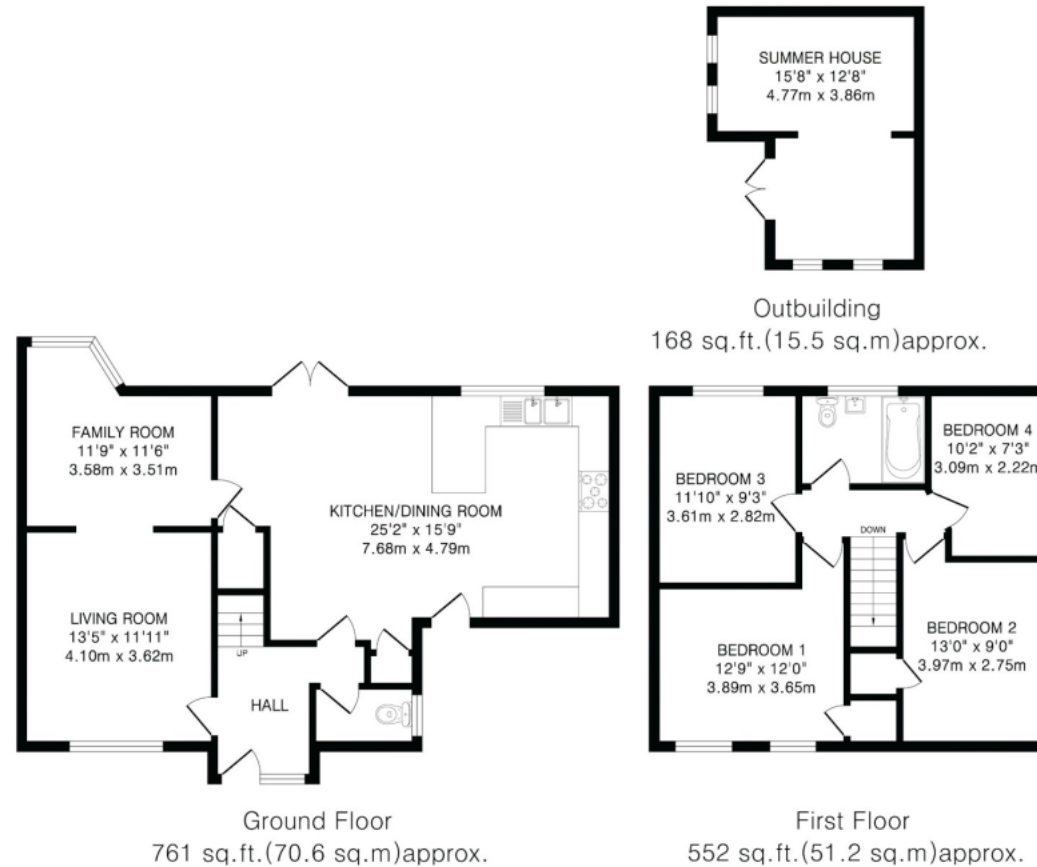 SUMMER HOUSE
15'8" x 12'8"
4.77m x 3.86m
Outbuilding
168 sq.ft.(15.5 sq.m)approx.
FAMILY ROOM
11'9" x 11'6"
3.58m x 3.51m
KITCHEN/DINING ROOM
25'2" x 15'9"
7.68m x 4.79m
LIVING ROOM
13'5" x 11'11"
4.10m x 3.62m
UP
HALL
Ground Floor
761 sq.ft.(70.6 sq.m)approx.
BEDROOM 4
10'2" x 7'3"
3.09m x 2.22m
BEDROOM 3
11'10" x 9'3"
3.61m x 2.82m
DOWN
BEDROOM 2
13'0" x 9'0"
3.97m x 2.75m
BEDROOM 1
12'9" x 12'0"
3.89m x 3.65m
First Floor
552 sq.ft.(51.2 sq.m)approx.